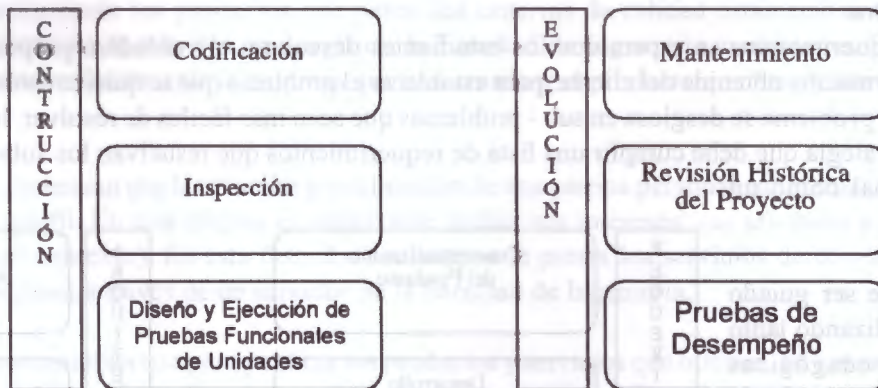 CONTRUCCIÓN
Codificación
Inspección
Diseño y Ejecución de
Pruebas Funcionales
de Unidades
EVOLUCIÓN
Mantenimiento
Revisión Histórica
del Proyecto
Pruebas de
Desempeño